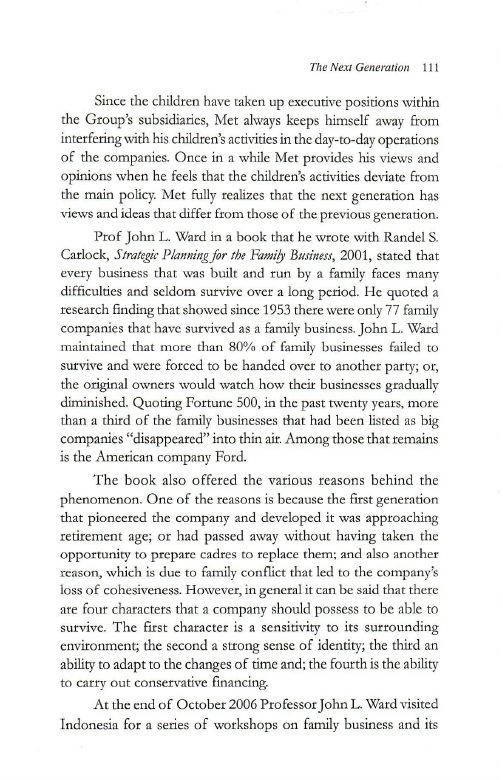 The Next Generation 111
Since the children have taken up executive positions within
the Group's subsidiaries, Met always keeps himself away from
interfering with his children's activities in the day-to-day operations
of the companies. Once in a while Met provides his views and
opinions when he feels that the children's activities deviate from
the main policy. Met fully realizes that the next generation has
views and ideas that differ from those of the previous generation.
Prof John L. Ward in a book that he wrote with Randel S.
Carlock, Strategic Planning for the Family Business, 2001, stated that
every business that was built and run by a family faces many
difficulties and seldom survive over a long period. He quoted a
research finding that showed since 1953 there were only 77 family
companies that have survived as a family business. John L. Ward
maintained that more than 80% of family businesses failed to
survive and were forced to be handed over to another party; or,
the original owners would watch how their businesses gradually
diminished. Quoting Fortune 500, in the past twenty years, more
than a third of the family businesses that had been listed as big
companies "disappeared" into thin air. Among those that remains
is the American company Ford.
The book also offered the various reasons behind the
phenomenon. One of the reasons is because the first generation
that pioneered the company and developed it was approaching
retirement age; or had passed away without having taken the
opportunity to prepare cadres to replace them; and also another
reason, which is due to family conflict that led to the company's
loss of cohesiveness. However, in general it can be said that there
are four characters that a company should possess to be able to
survive. The first character is a sensitivity to its surrounding
environment; the second a strong sense of identity; the third an
ability to adapt to the changes of time and; the fourth is the ability
to carry out conservative financing.
At the end of October 2006 Professor John L. Ward visited
Indonesia for a series of workshops on family business and its